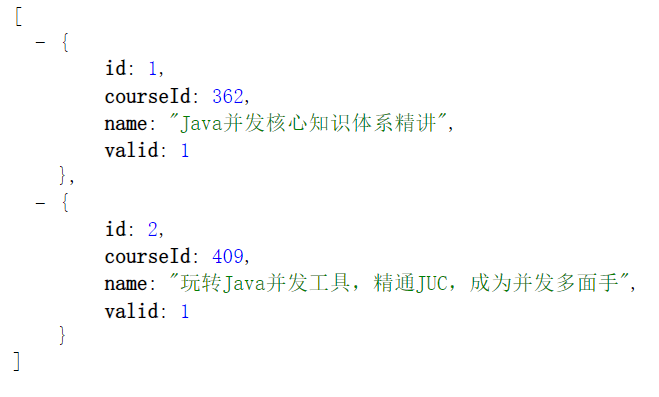 [
- {
id: 1,
courseId: 362,
name: "Java并发核心知识体系精讲",
valid: 1
},
- {
id: 2,
courseId: 409,
name: "玩转Java并发工具，精通JUC，成为并发多面手",
valid: 1
}
]